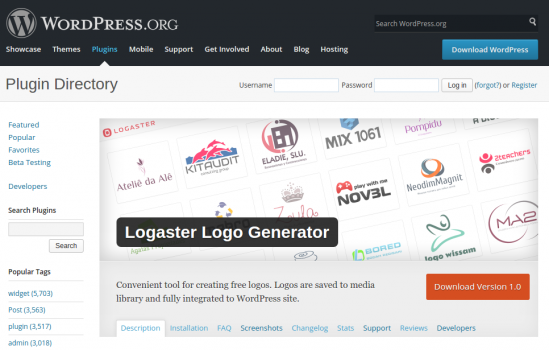 WORDPRESS.ORG
Search WordPress.org
Showcase Themes Plugins Mobile Support Get Involved About Blog Hosting
Download WordPress
Plugin Directory
Username Password Log in (forgot?) or Register
Featured
Popular
Favorites
Beta Testing
Developers
Search Plugins
Search
Popular Tags
widget (5,703)
Post (3,563)
plugin (3,517)
admin (3,018)
LOGASTER
Ateliê da Alê
KITAUDIT
consulting group
ELADIE, SLU.
MIX 1061
Pompidu
play with me
NOV3L
NeodimMagnit
2teachers
Zayla
BORED
logo wissam
MA2
Logaster Logo Generator
Convenient tool for creating free logos. Logos are saved to media
library and fully integrated to WordPress site.
Download Version 1.0
Description Installation FAQ Screenshots Changelog Stats Support Reviews Developers